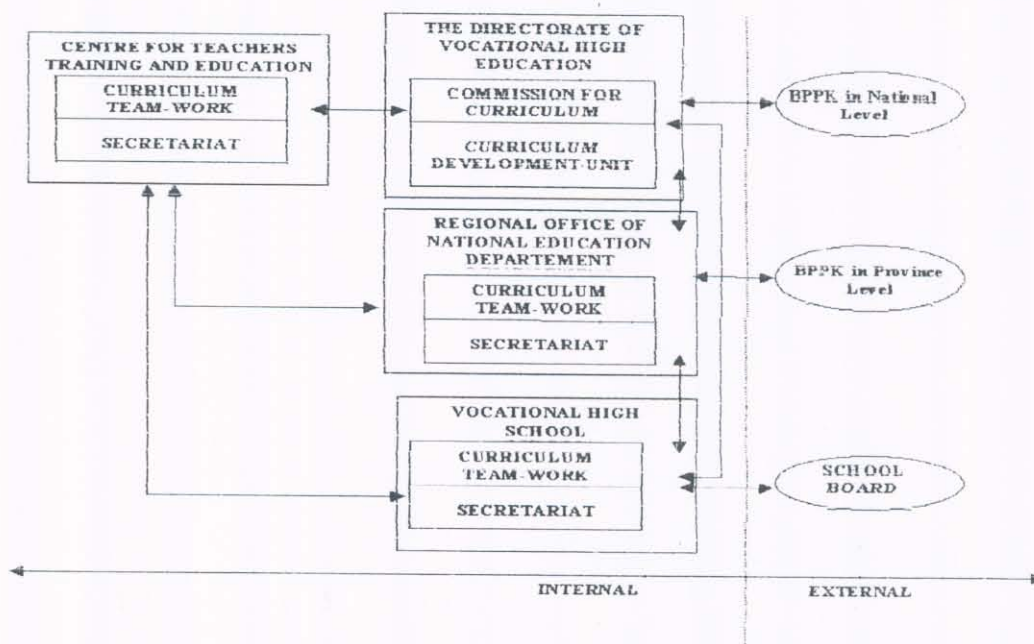 CENTRE FOR TEACHERS
TRAINING AND EDUCATION
CURRICULUM
TEAM-WORK
SECRETARIAT
THE DIRECTORATE OF
VOCATIONAL HIGH
EDUCATION
COMMISSION FOR
CURRICULUM
CURRICULUM
DEVELOPMENT-UNIT
BPPK in National
Level
REGIONAL OFFICE OF
NATIONAL EDUCATION
DEPARTEMENT
CURRICULUM
TEAM-WORK
SECRETARIAT
BPPK in Province
Level
VOCATIONAL HIGH
SCHOOL
CURRICULUM
TEAM-WORK
SECRETARIAT
SCHOOL
BOARD
INTERNAL
EXTERNAL